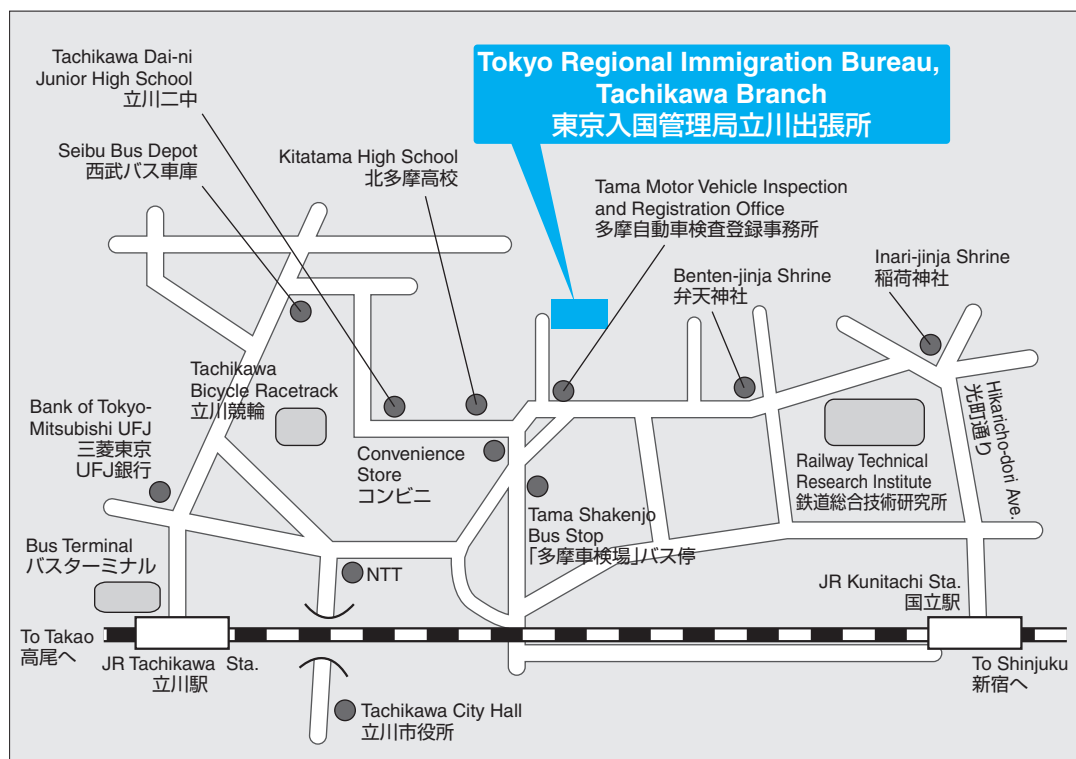 Tachikawa Dai-ni
Junior High School
立川二中
Tokyo Regional Immigration Bureau,
Tachikawa Branch
東京入国管理局立川出張所
Seibu Bus Depot
西武バス車庫
Kitatama High School
北多摩高校
Tama Motor Vehicle Inspection
and Registration Office
多摩自動車検査登録事務所
Inari-jinja Shrine
稲荷神社
Benten-jinja Shrine
弁天神社
Tachikawa
Bicycle Racetrack
立川競輪
Bank of Tokyo-
Mitsubishi UFJ
三菱東京
UFJ銀行
Convenience
Store
コンビニ
Railway Technical
Research Institute
鉄道総合技術研究所
Hikaricho-dori Ave.
光町通り
Tama Shakenjo
Bus Stop
「多摩車検場」バス停
Bus Terminal
バスターミナル
NTT
JR Kunitachi Sta.
国立駅
To Takao
高尾へ
JR Tachikawa Sta.
立川駅
To Shinjuku
新宿へ
Tachikawa City Hall
立川市役所